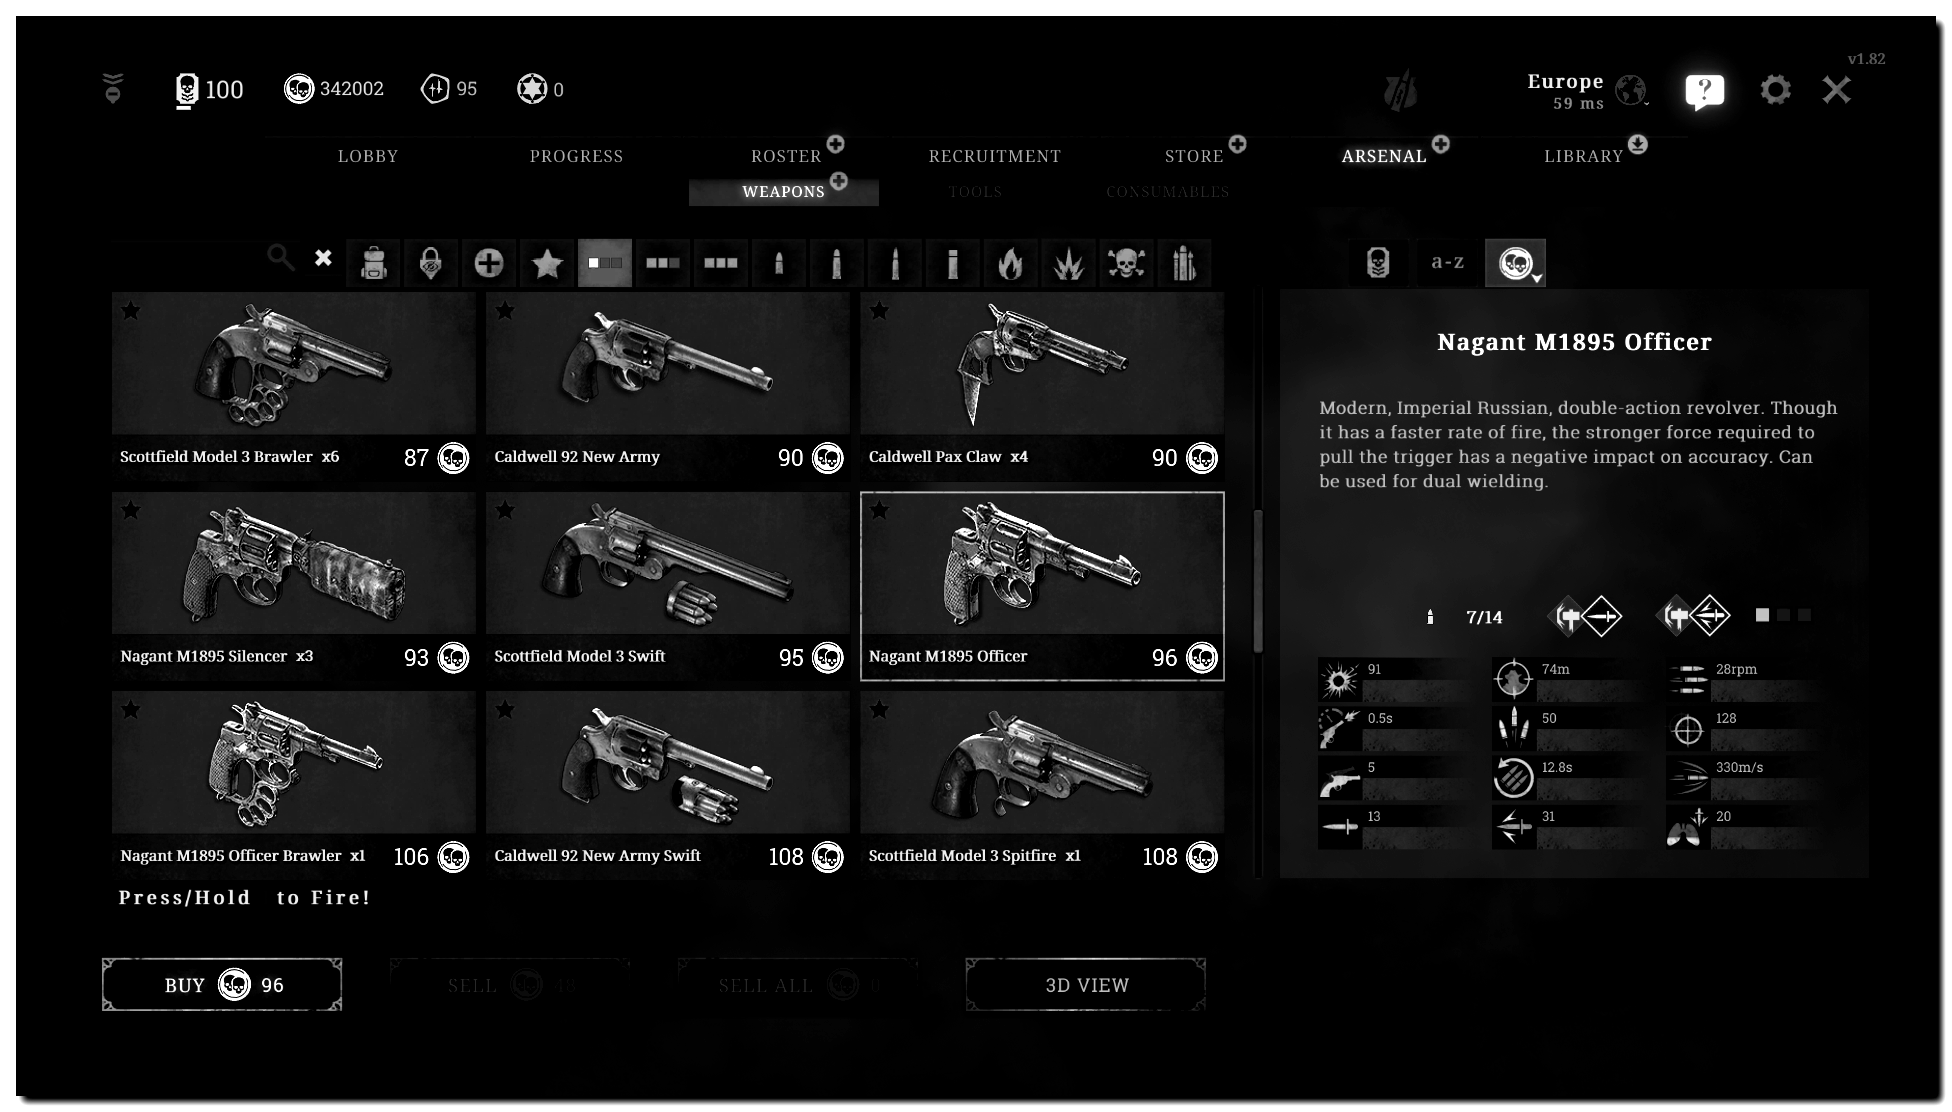 v1.82
100 342002 95 0
Europe
59 ms
?
LOBBY PROGRESS ROSTER RECRUITMENT STORE ARSENAL LIBRARY
WEAPONS TOOLS CONSUMABLES
a-z
Scottfield Model 3 Brawler x6 87
Caldwell 92 New Army 90
Caldwell Pax Claw x4 90
Nagant M1895 Silencer x3 93
Scottfield Model 3 Swift 95
Nagant M1895 Officer 96
Nagant M1895 Officer Brawler x1 106
Caldwell 92 New Army Swift 108
Scottfield Model 3 Spitfire x1 108
Nagant M1895 Officer
Modern, Imperial Russian, double-action revolver. Though
it has a faster rate of fire, the stronger force required to
pull the trigger has a negative impact on accuracy. Can
be used for dual wielding.
7/14
91 74m 28rpm
0.5s 50 128
5 12.8s 330m/s
13 31 20
Press/Hold to Fire!
BUY 96
SELL 48
SELL ALL 0
3D VIEW